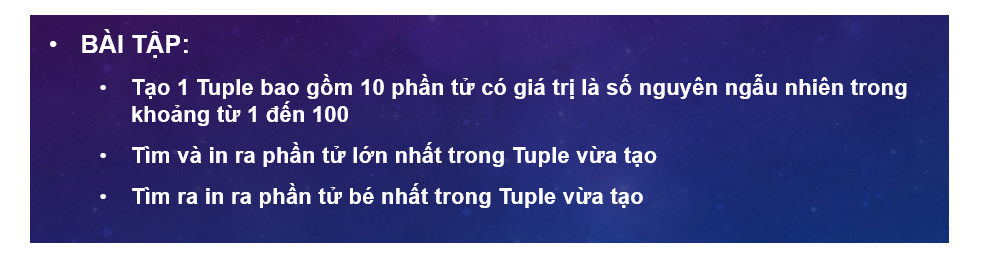 • BÀI TẬP:
• Tạo 1 Tuple bao gồm 10 phần tử có giá trị là số nguyên ngẫu nhiên trong
khoảng từ 1 đến 100
• Tìm và in ra phần tử lớn nhất trong Tuple vừa tạo
• Tìm ra in ra phần tử bé nhất trong Tuple vừa tạo